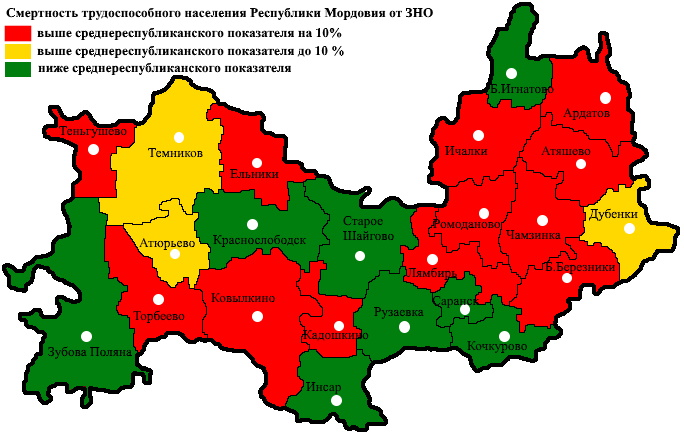 Смертность трудоспособного населения Республики Мордовия от ЗНО
выше среднереспубликанского показателя на 10%
выше среднереспубликанского показателя до 10 %
ниже среднереспубликанского показателя
Б.Игнатово
Ардатов
Теньгушево
Темников
Ичалки
Атяшево
Ельники
Дубенки
Старое
Шайгово
Ромоданово
Чамзинка
Краснослободск
Атюрьево
Лямбирь
Б.Березники
Ковылкино
Саранск
Торбеево
Рузаевка
Кадошкино
Кочкурово
Зубова Поляна
Инсар